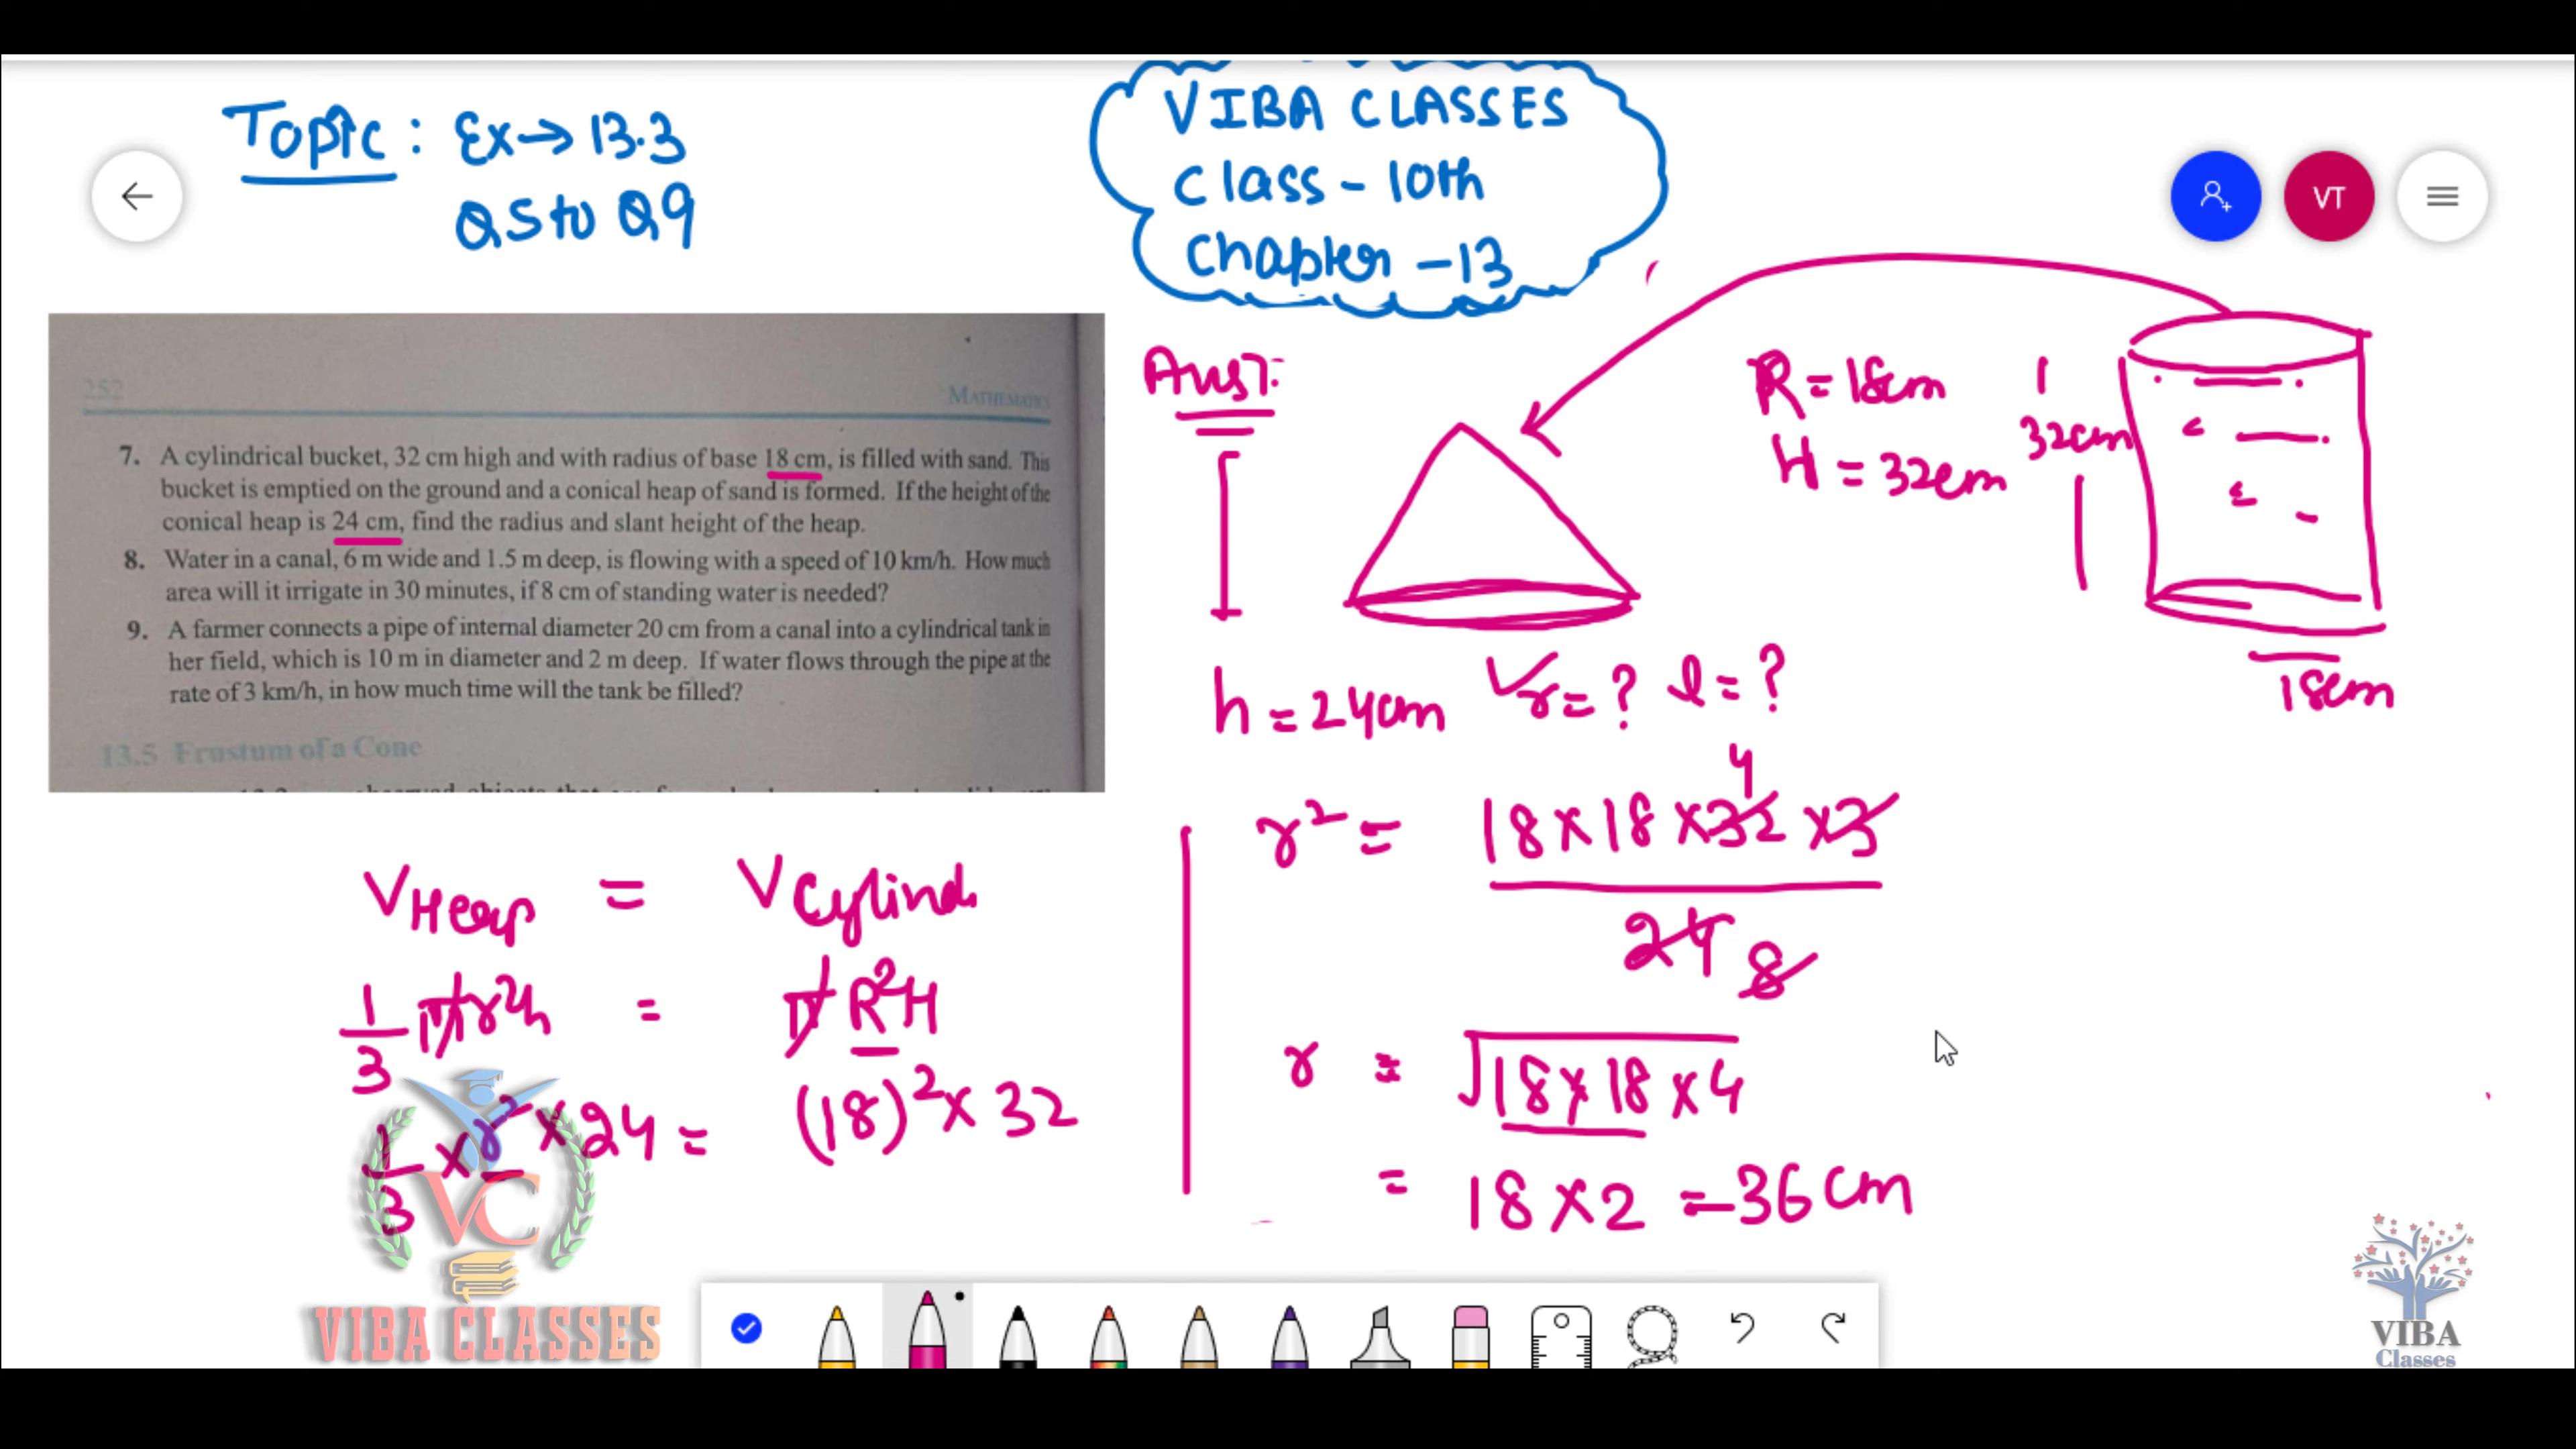 Topic : Ex→ 13.3
Q5 to Q9
VIBA CLASSES
Class - 10th
Chapter - 13
VT
252
MATHEMATICS
7. A cylindrical bucket, 32 cm high and with radius of base 18 cm, is filled with sand. This
bucket is emptied on the ground and a conical heap of sand is formed. If the height of the
conical heap is 24 cm, find the radius and slant height of the heap.
8. Water in a canal, 6 m wide and 1.5 m deep, is flowing with a speed of 10 km/h. How much
area will it irrigate in 30 minutes, if 8 cm of standing water is needed?
9. A farmer connects a pipe of internal diameter 20 cm from a canal into a cylindrical tank in
her field, which is 10 m in diameter and 2 m deep. If water flows through the pipe at the
rate of 3 km/h, in how much time will the tank be filled?
13.5 Frustum of a Cone
Ans7:
R = 18cm
H = 32cm
32cm
18cm
h = 24cm r = ? l = ?
V Heap = V Cylind
1/3 πr²h = πR²H
1/3 × r² × 24 = (18)² × 32
4
r² = 18 × 18 × 32 × 3
24 8
r = √18 × 18 × 4
= 18 × 2 = 36 cm
VC
VIBA CLASSES
VIBA
Classes